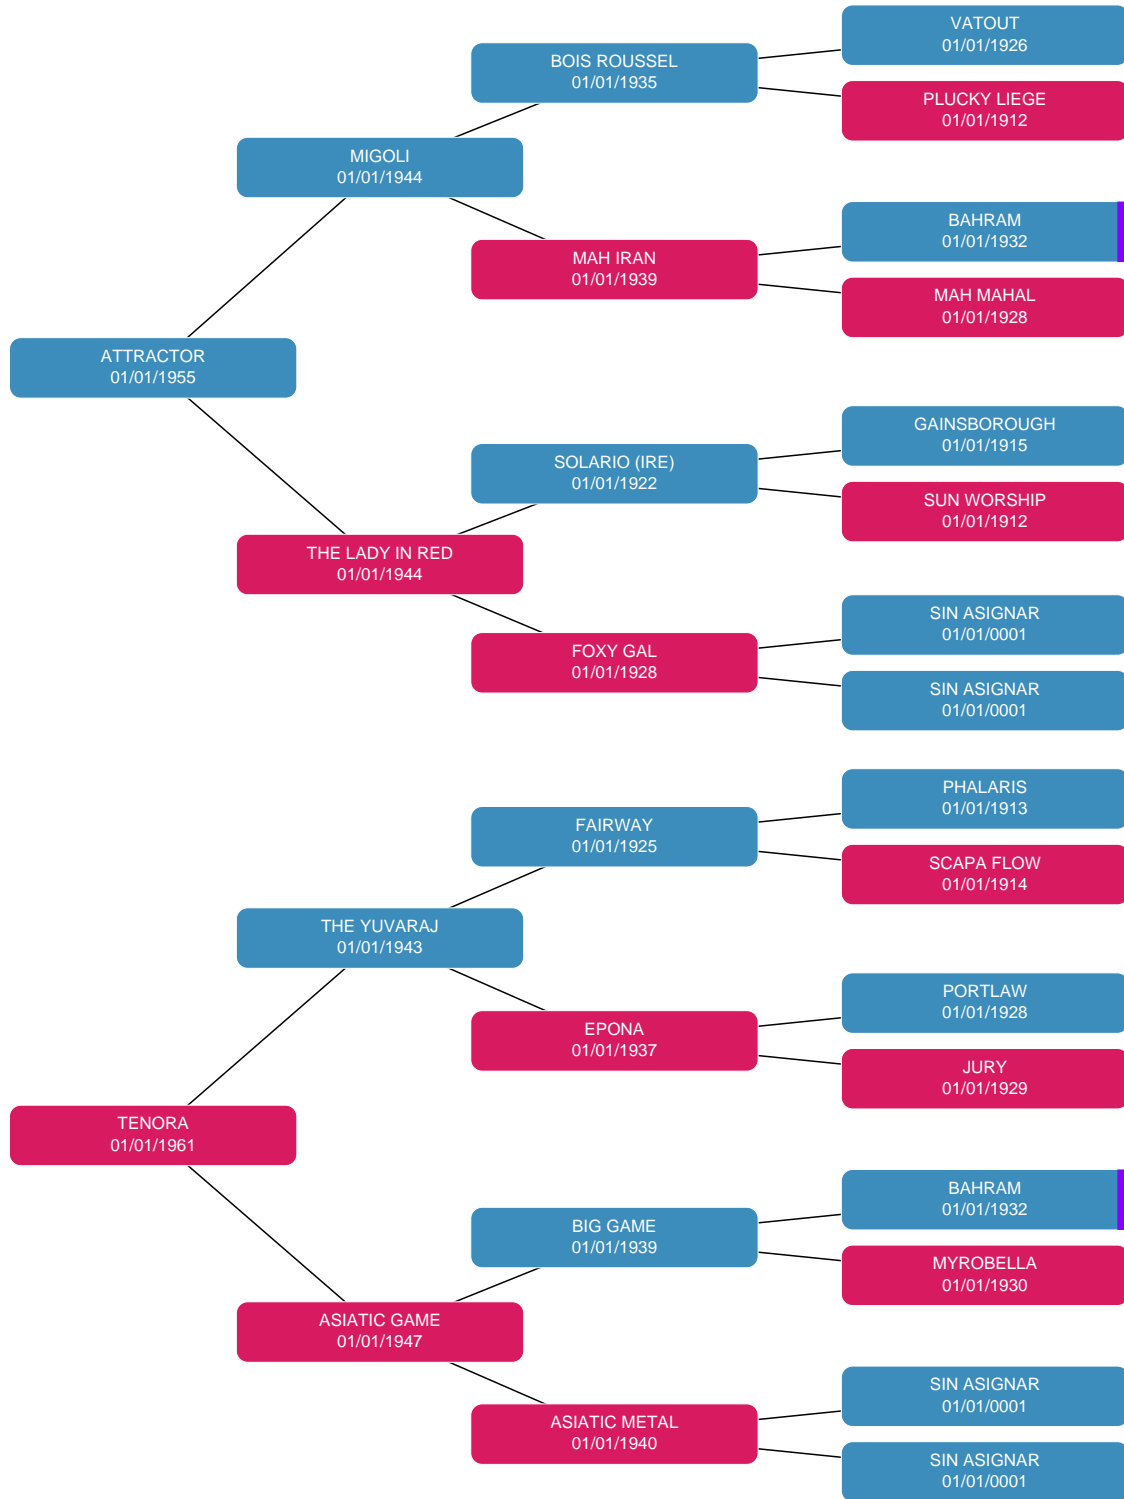 VATOUT
01/01/1926
BOIS ROUSSEL
01/01/1935
PLUCKY LIEGE
01/01/1912
MIGOLI
01/01/1944
BAHRAM
01/01/1932
MAH IRAN
01/01/1939
MAH MAHAL
01/01/1928
ATTRACTOR
01/01/1955
GAINSBOROUGH
01/01/1915
SOLARIO (IRE)
01/01/1922
SUN WORSHIP
01/01/1912
THE LADY IN RED
01/01/1944
SIN ASIGNAR
01/01/0001
FOXY GAL
01/01/1928
SIN ASIGNAR
01/01/0001
PHALARIS
01/01/1913
FAIRWAY
01/01/1925
SCAPA FLOW
01/01/1914
THE YUVARAJ
01/01/1943
PORTLAW
01/01/1928
EPONA
01/01/1937
JURY
01/01/1929
TENORA
01/01/1961
BAHRAM
01/01/1932
BIG GAME
01/01/1939
MYROBELLA
01/01/1930
ASIATIC GAME
01/01/1947
SIN ASIGNAR
01/01/0001
ASIATIC METAL
01/01/1940
SIN ASIGNAR
01/01/0001